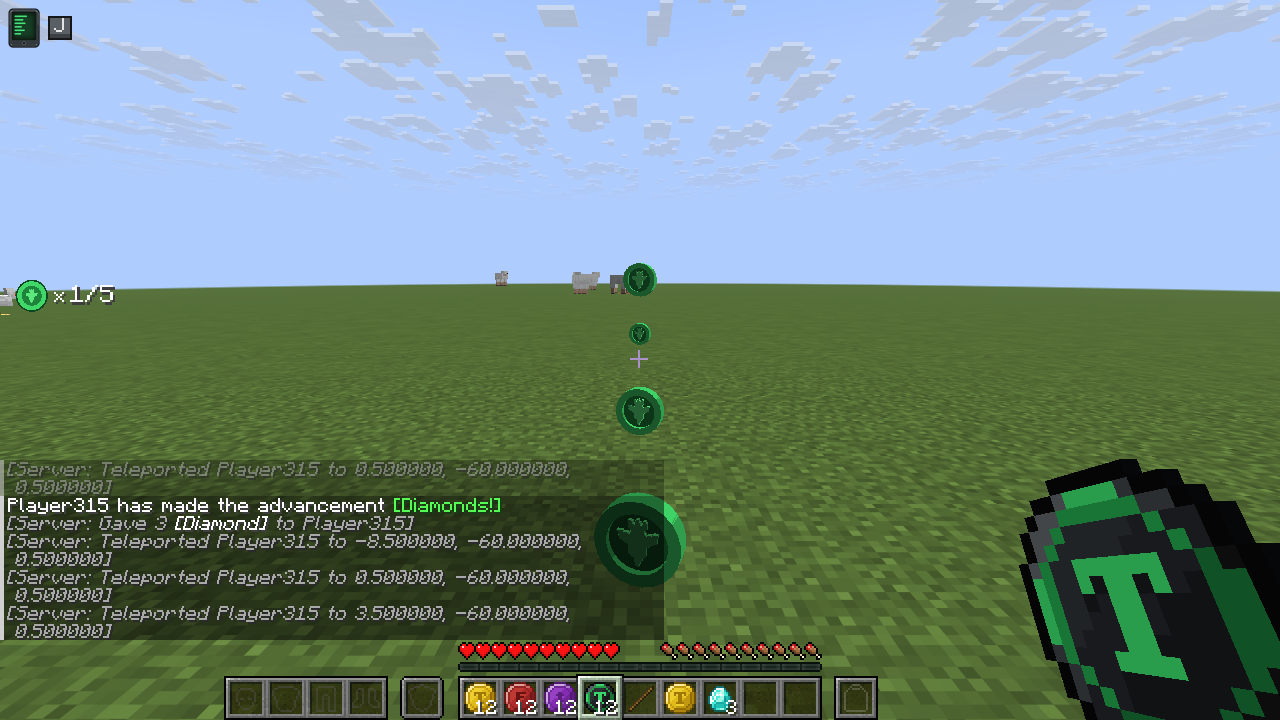 J
x 1/5
[Server: Teleported Player315 to 0.500000, -60.000000,
0.500000]
Player315 has made the advancement [Diamonds!]
[Server: Gave 3 [Diamond] to Player315]
[Server: Teleported Player315 to -8.500000, -60.000000,
0.500000]
[Server: Teleported Player315 to 0.500000, -60.000000,
0.500000]
[Server: Teleported Player315 to 3.500000, -60.000000,
0.500000]
T
12 12 12 T 12 T 3